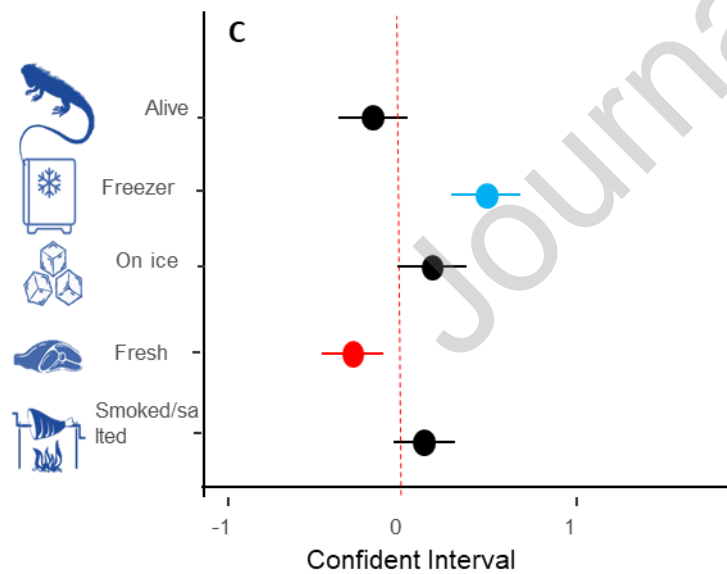 C
Alive
Freezer
On ice
Fresh
Smoked/sa
lted
-1
0
1
Confident Interval
Journa